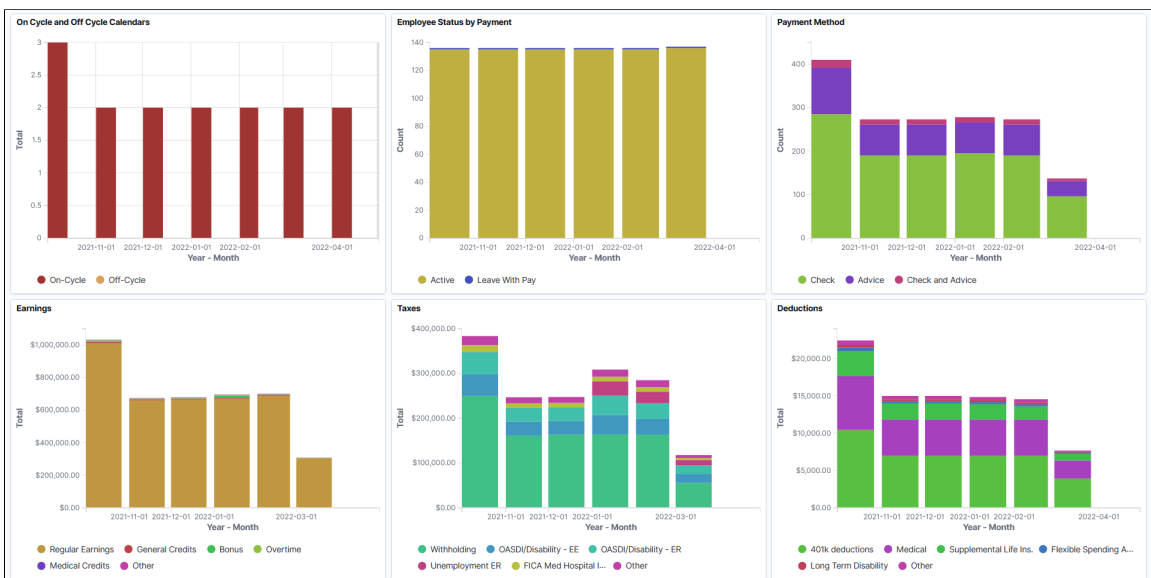 On Cycle and Off Cycle Calendars
3
2.5
2
1.5
1
0.5
0
Total
2021-11-01 2021-12-01 2022-01-01 2022-02-01 2022-04-01
Year - Month
On-Cycle Off-Cycle
Employee Status by Payment
140
120
100
80
60
40
20
0
Count
2021-11-01 2021-12-01 2022-01-01 2022-02-01 2022-04-01
Year - Month
Active Leave With Pay
Payment Method
400
300
200
100
0
Count
2021-11-01 2021-12-01 2022-01-01 2022-02-01 2022-04-01
Year - Month
Check Advice Check and Advice
Earnings
$1,000,000.00
$800,000.00
$600,000.00
$400,000.00
$200,000.00
$0.00
Total
2021-11-01 2021-12-01 2022-01-01 2022-03-01
Year - Month
Regular Earnings General Credits Bonus Overtime
Medical Credits Other
Taxes
$400,000.00
$300,000.00
$200,000.00
$100,000.00
$0.00
Total
2021-11-01 2021-12-01 2022-01-01 2022-03-01
Year - Month
Withholding OASDI/Disability - EE OASDI/Disability - ER
Unemployment ER FICA Med Hospital I... Other
Deductions
$20,000.00
$15,000.00
$10,000.00
$5,000.00
$0.00
Total
2021-11-01 2021-12-01 2022-01-01 2022-02-01 2022-04-01
Year - Month
401k deductions Medical Supplemental Life Ins. Flexible Spending A...
Long Term Disability Other